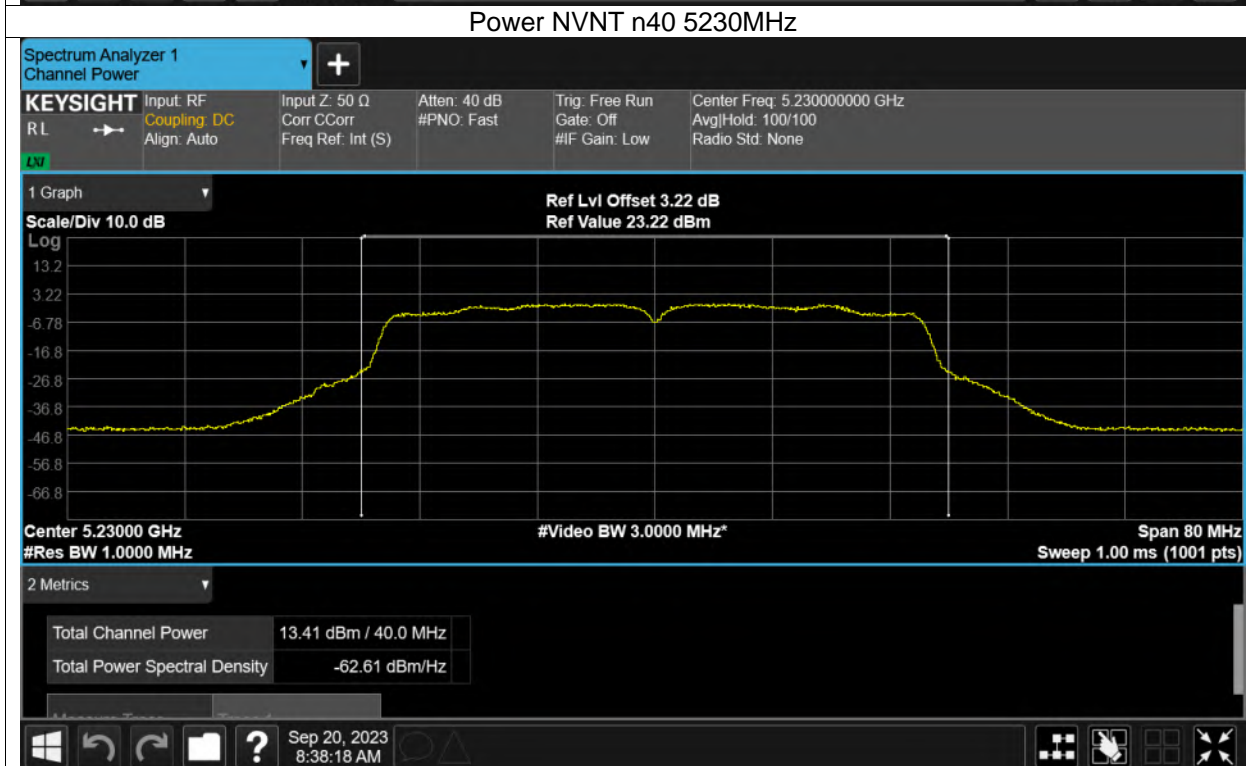 Power NVNT n40 5230MHz
Spectrum Analyzer 1
Channel Power
KEYSIGHT
RL
LXI
Input: RF
Coupling: DC
Align: Auto
Input Z: 50 Ω
Corr CCorr
Freq Ref: Int (S)
Atten: 40 dB
#PNO: Fast
Trig: Free Run
Gate: Off
#IF Gain: Low
Center Freq: 5.230000000 GHz
Avg|Hold: 100/100
Radio Std: None
1 Graph
Scale/Div 10.0 dB
Ref Lvl Offset 3.22 dB
Ref Value 23.22 dBm
Log
13.2
3.22
-6.78
-16.8
-26.8
-36.8
-46.8
-56.8
-66.8
Center 5.23000 GHz
#Res BW 1.0000 MHz
#Video BW 3.0000 MHz*
Span 80 MHz
Sweep 1.00 ms (1001 pts)
2 Metrics
Total Channel Power 13.41 dBm / 40.0 MHz
Total Power Spectral Density -62.61 dBm/Hz
?
Sep 20, 2023
8:38:18 AM